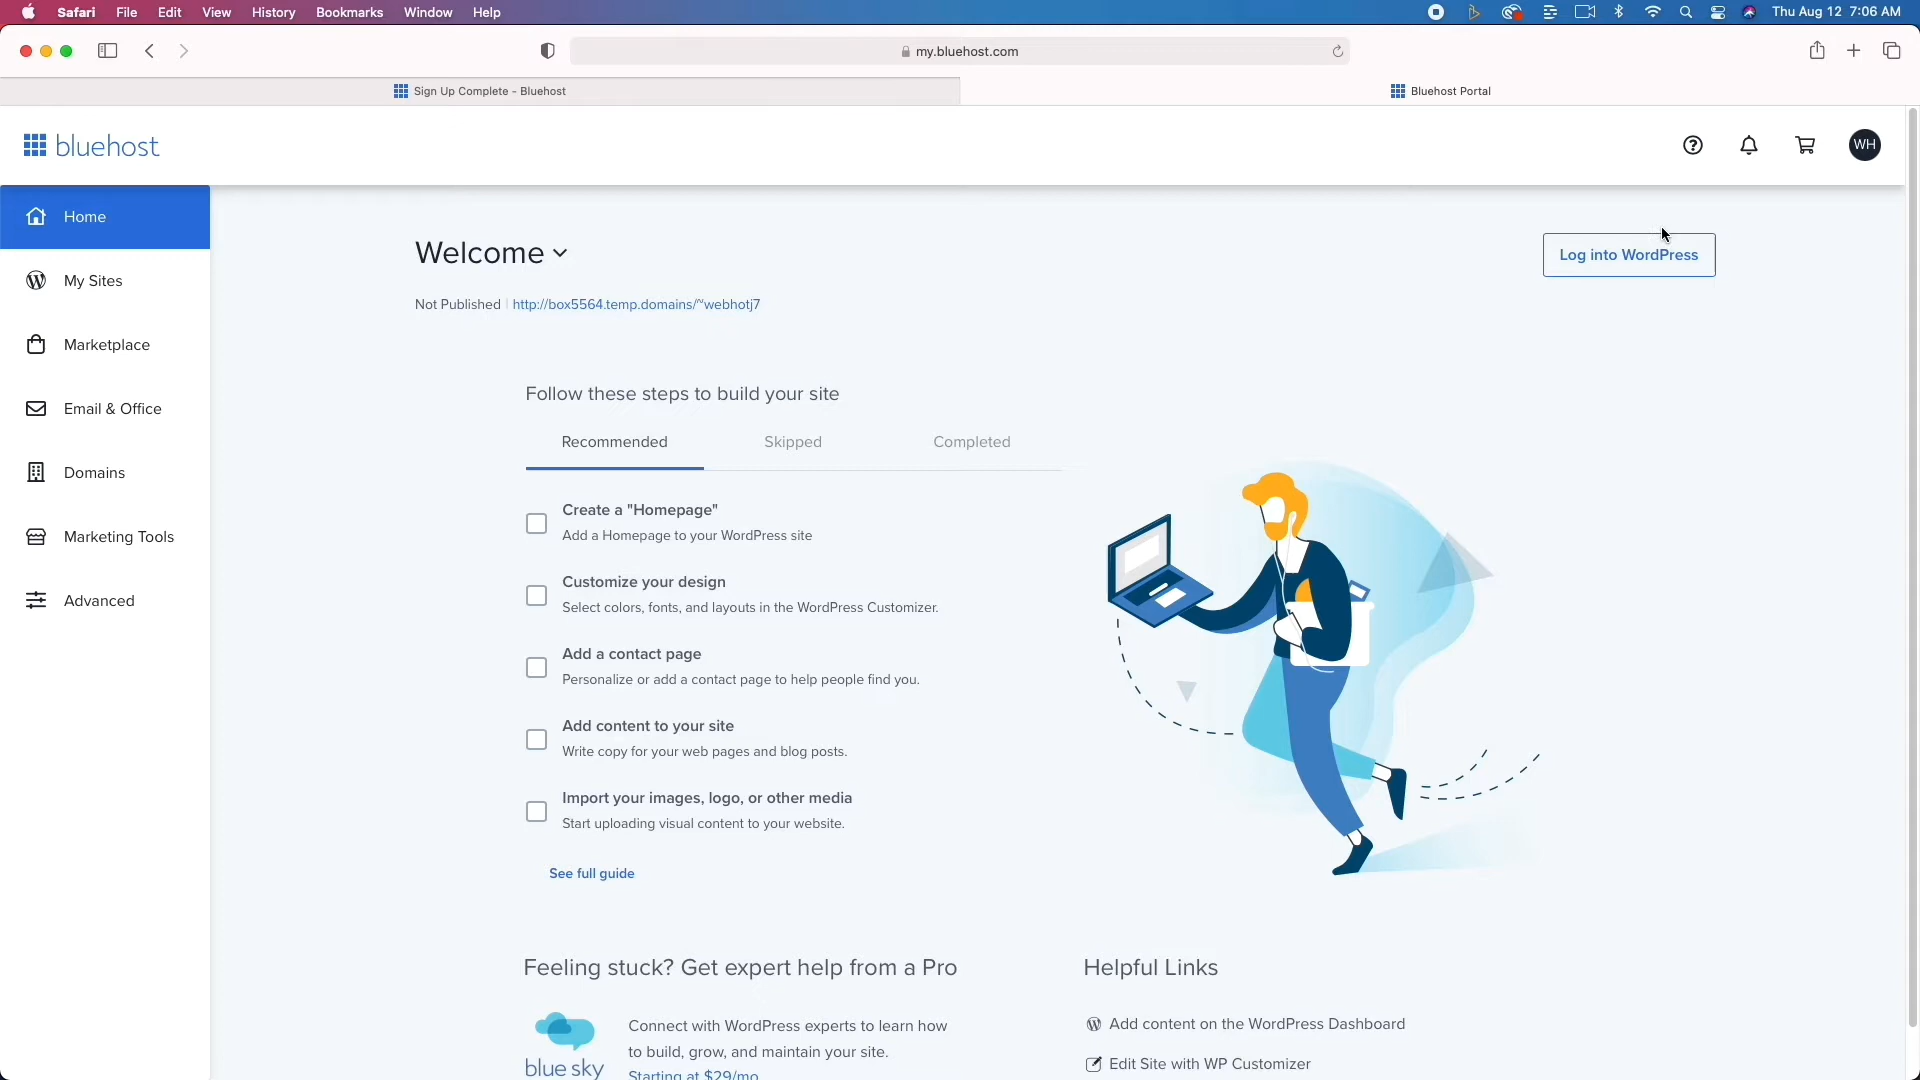 Safari File Edit View History Bookmarks Window Help Thu Aug 12 7:06 AM
my.bluehost.com
Sign Up Complete - Bluehost
Bluehost Portal
bluehost
WH
Home
My Sites
Marketplace
Email & Office
Domains
Marketing Tools
Advanced
Welcome
Log into WordPress
Not Published | http://box5564.temp.domains/~webhotj7
Follow these steps to build your site
Recommended Skipped Completed
Create a "Homepage"
Add a Homepage to your WordPress site
Customize your design
Select colors, fonts, and layouts in the WordPress Customizer.
Add a contact page
Personalize or add a contact page to help people find you.
Add content to your site
Write copy for your web pages and blog posts.
Import your images, logo, or other media
Start uploading visual content to your website.
See full guide
Feeling stuck? Get expert help from a Pro
blue sky
Connect with WordPress experts to learn how
to build, grow, and maintain your site.
Starting at $29/mo
Helpful Links
Add content on the WordPress Dashboard
Edit Site with WP Customizer